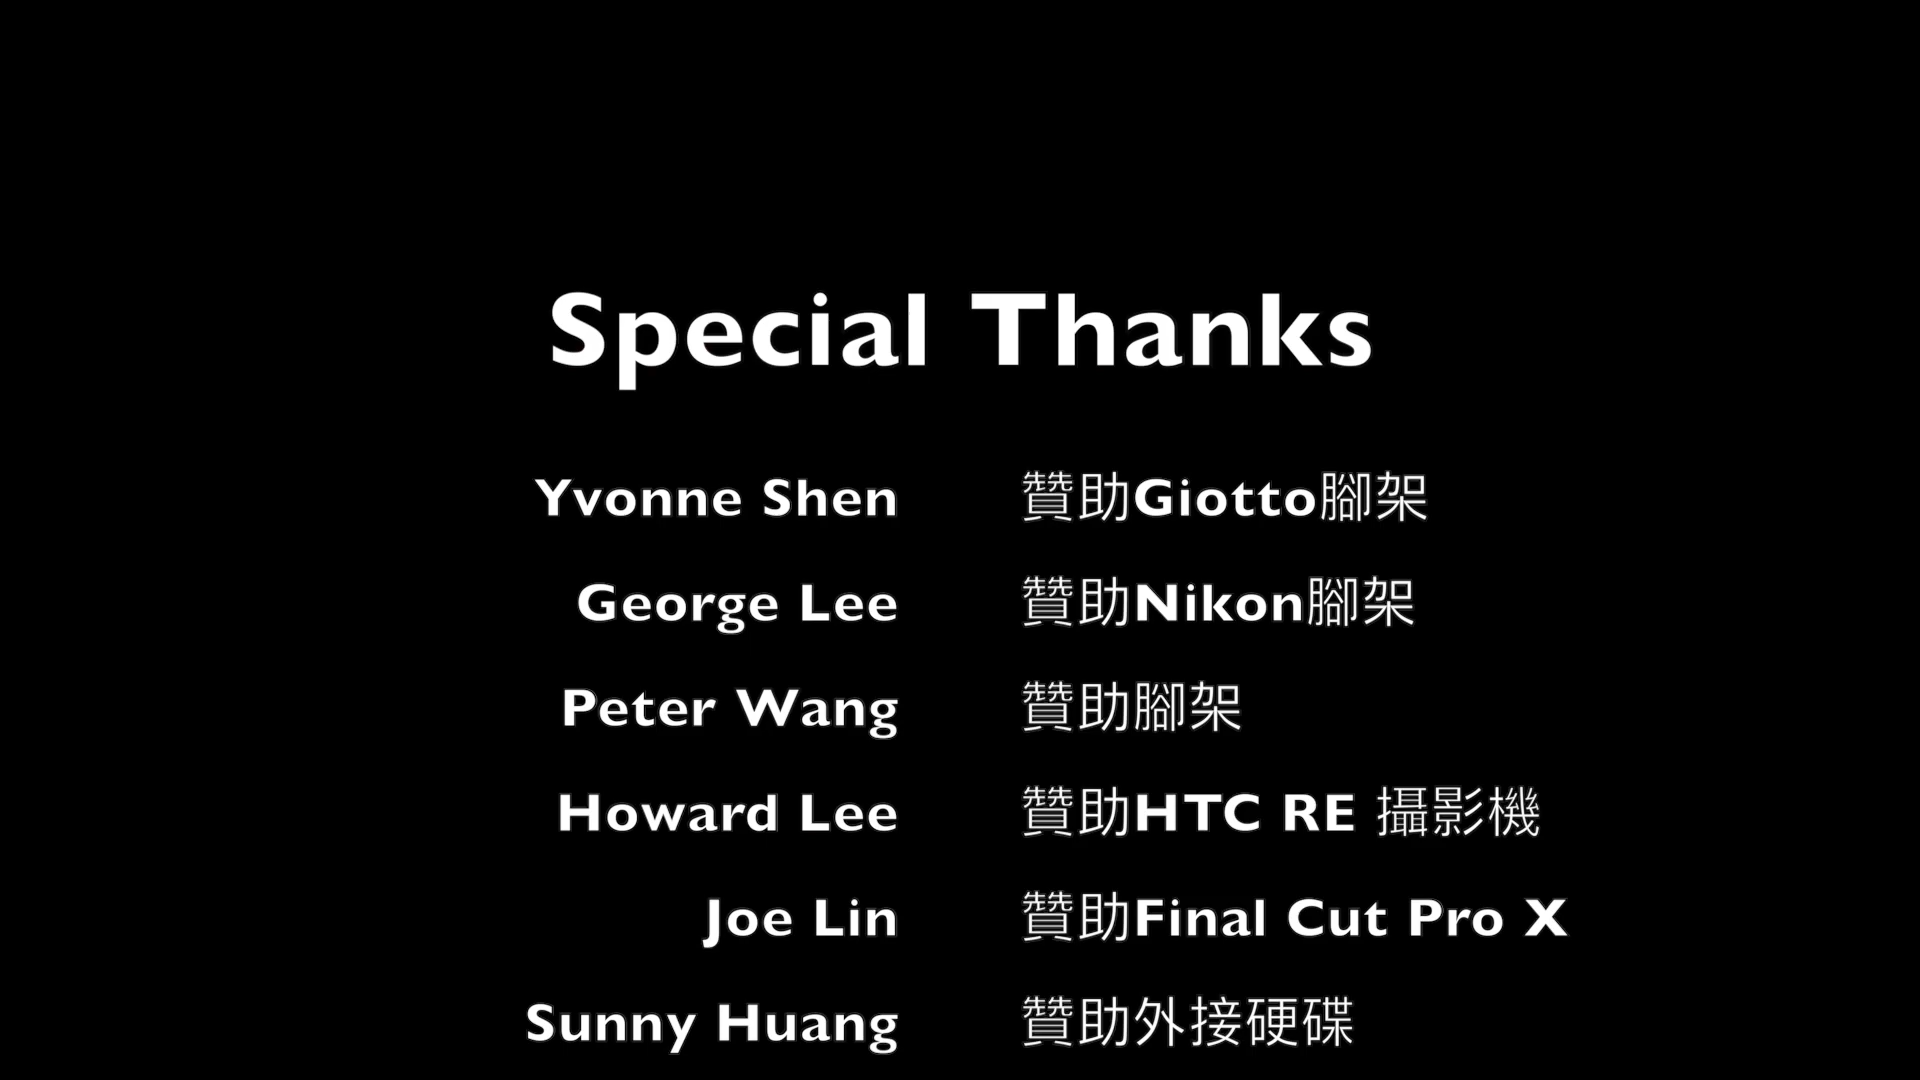 Special Thanks
Yvonne Shen 贊助Giotto腳架
George Lee 贊助Nikon腳架
Peter Wang 贊助腳架
Howard Lee 贊助HTC RE 攝影機
Joe Lin 贊助Final Cut Pro X
Sunny Huang 贊助外接硬碟